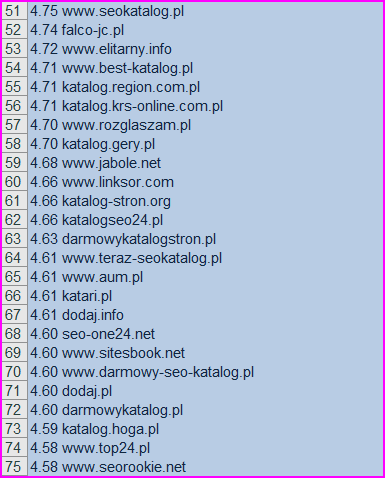 51 4.75 www.seokatalog.pl
52 4.74 falco-jc.pl
53 4.72 www.elitarny.info
54 4.71 www.best-katalog.pl
55 4.71 katalog.region.com.pl
56 4.71 katalog.krs-online.com.pl
57 4.70 www.rozglaszam.pl
58 4.70 katalog.gery.pl
59 4.68 www.jabole.net
60 4.66 www.linksor.com
61 4.66 katalog-stron.org
62 4.66 katalogseo24.pl
63 4.63 darmowykatalogstron.pl
64 4.61 www.teraz-seokatalog.pl
65 4.61 www.aum.pl
66 4.61 katari.pl
67 4.61 dodaj.info
68 4.60 seo-one24.net
69 4.60 www.sitesbook.net
70 4.60 www.darmowy-seo-katalog.pl
71 4.60 dodaj.pl
72 4.60 darmowykatalog.pl
73 4.59 katalog.hoga.pl
74 4.58 www.top24.pl
75 4.58 www.seorookie.net